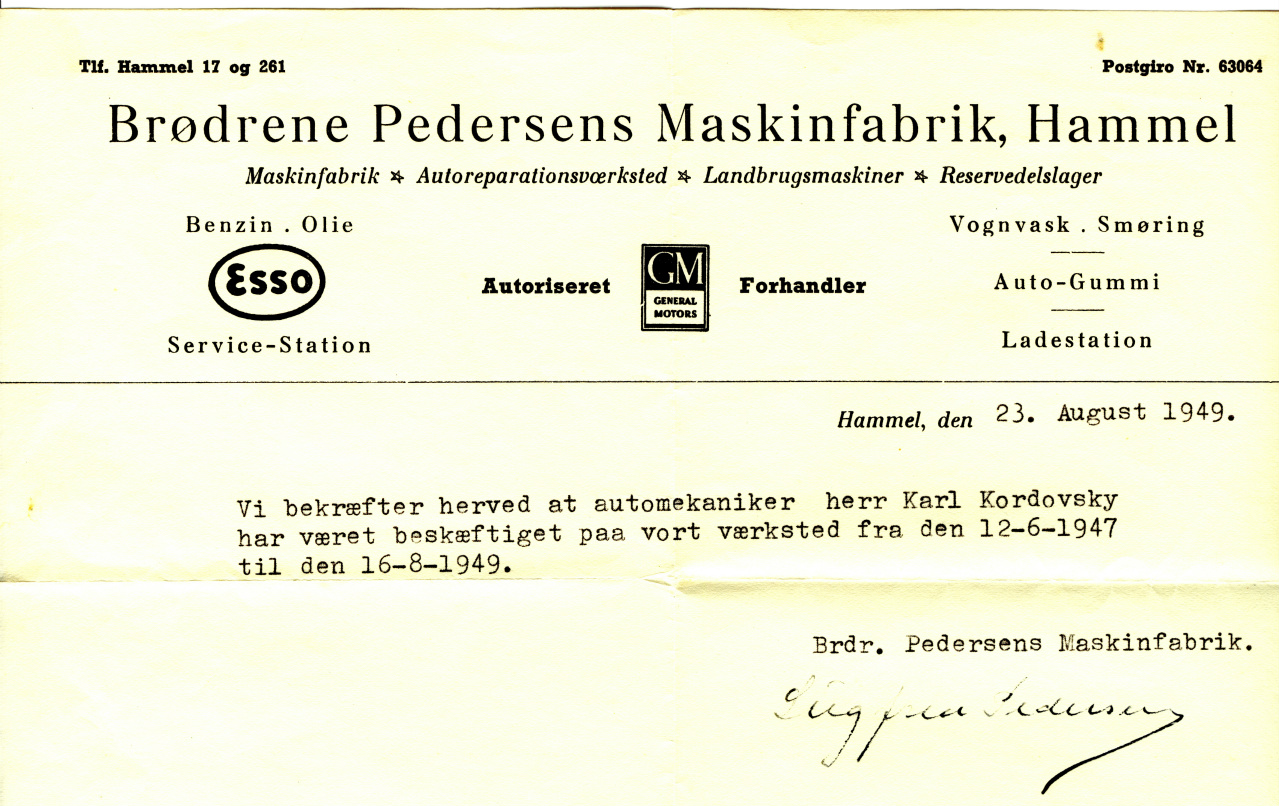 Tlf. Hammel 17 og 261
Postgiro Nr. 63064
Brødrene Pedersens Maskinfabrik, Hammel
Maskinfabrik * Autoreparationsværksted * Landbrugsmaskiner * Reservedelslager
Benzin . Olie
Esso
Service-Station
Autoriset GM Forhandler
GENERAL
MOTORS
Vognvask . Smøring
Auto-Gummi
Ladestation
Hammel, den 23. August 1949.
Vi bekræfter herved at automekaniker herr Karl Kordovsky
har været beskæftiget paa vort værksted fra den 12-6-1947
til den 16-8-1949.
Brdr. Pedersens Maskinfabrik.
Pedersen